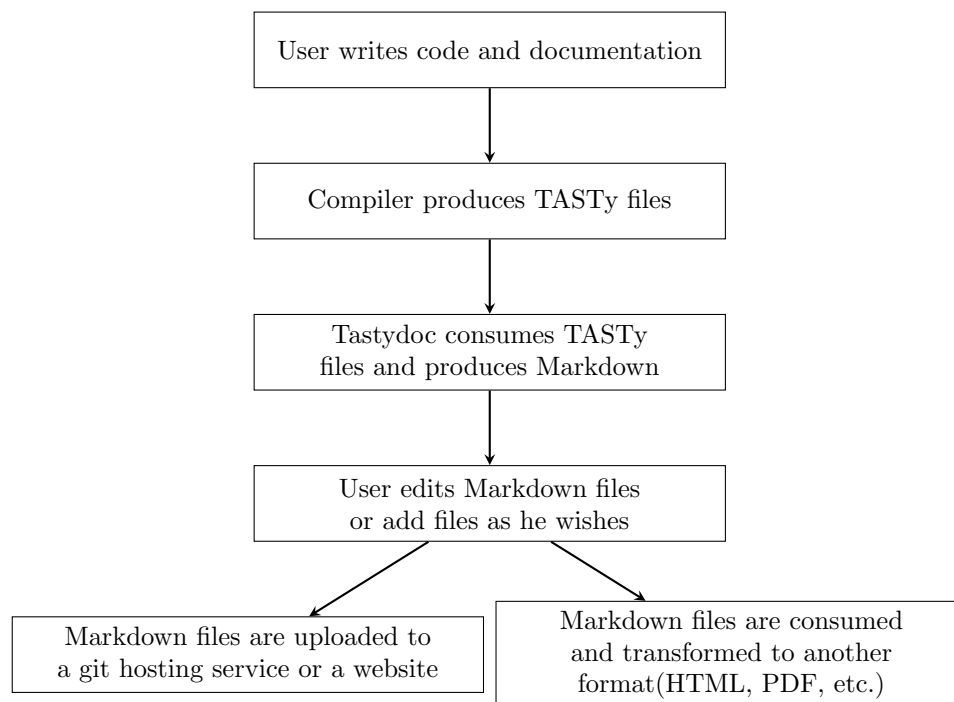 User writes code and documentation
Compiler produces TASTy files
Tastydoc consumes TASTy
files and produces Markdown
User edits Markdown files
or add files as he wishes
Markdown files are uploaded to
a git hosting service or a website
Markdown files are consumed
and transformed to another
format(HTML, PDF, etc.)